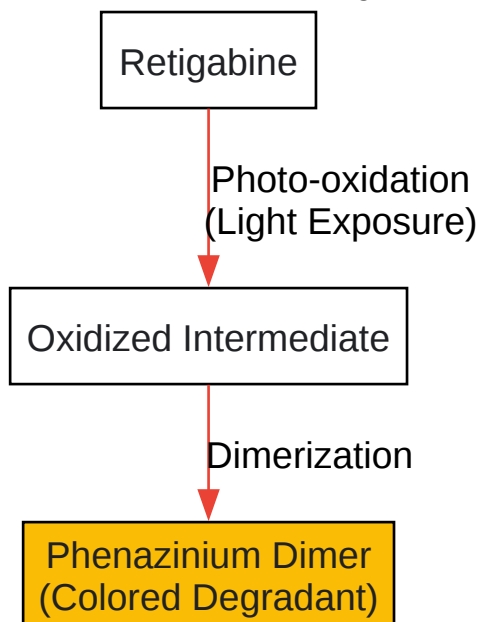 Retigabine
Photo-oxidation
(Light Exposure)
Oxidized Intermediate
Dimerization
Phenazinium Dimer
(Colored Degradant)